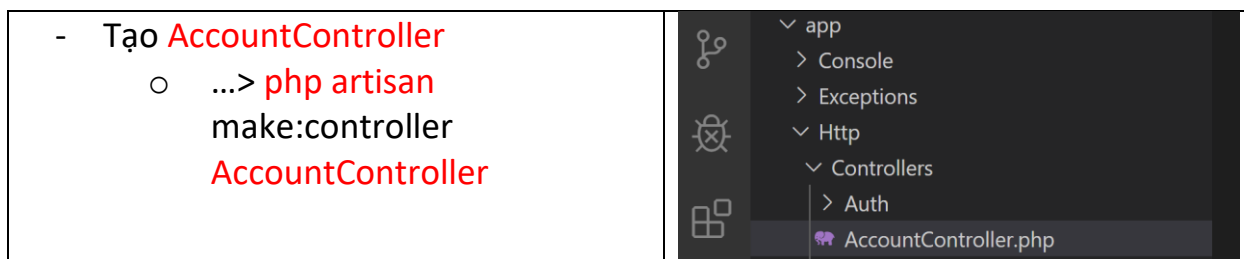 - Tạo AccountController
o ...> php artisan
make:controller
AccountController
app
Console
Exceptions
Http
Controllers
Auth
AccountController.php